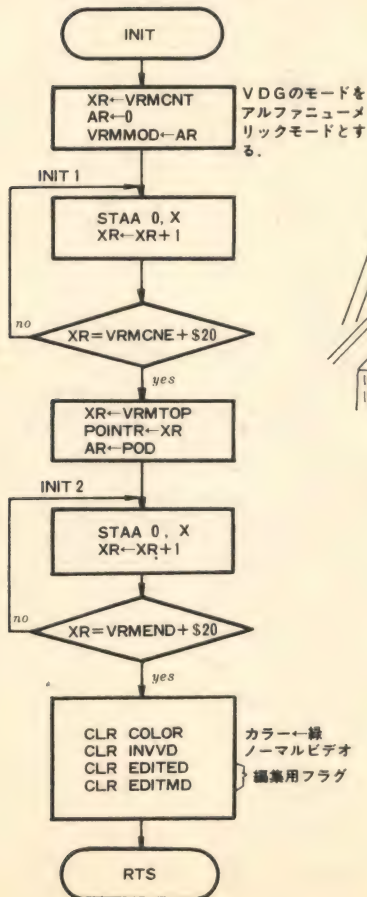 INIT
XR←VRMCNT
AR←0
VRMMOD←AR
VDGのモードを
アルファニューメ
リックモードとす
る.
INIT 1
STAA 0, X
XR←XR+1
no
XR=VRMCNE+$20
yes
XR←VRMTOP
POINTR←XR
AR←POD
INIT 2
STAA 0, X
XR←XR+1
no
XR=VRMEND+$20
yes
CLR COLOR
CLR INVVD
CLR EDITED
CLR EDITMD
カラー←緑
ノーマルビデオ
編集用フラグ
RTS